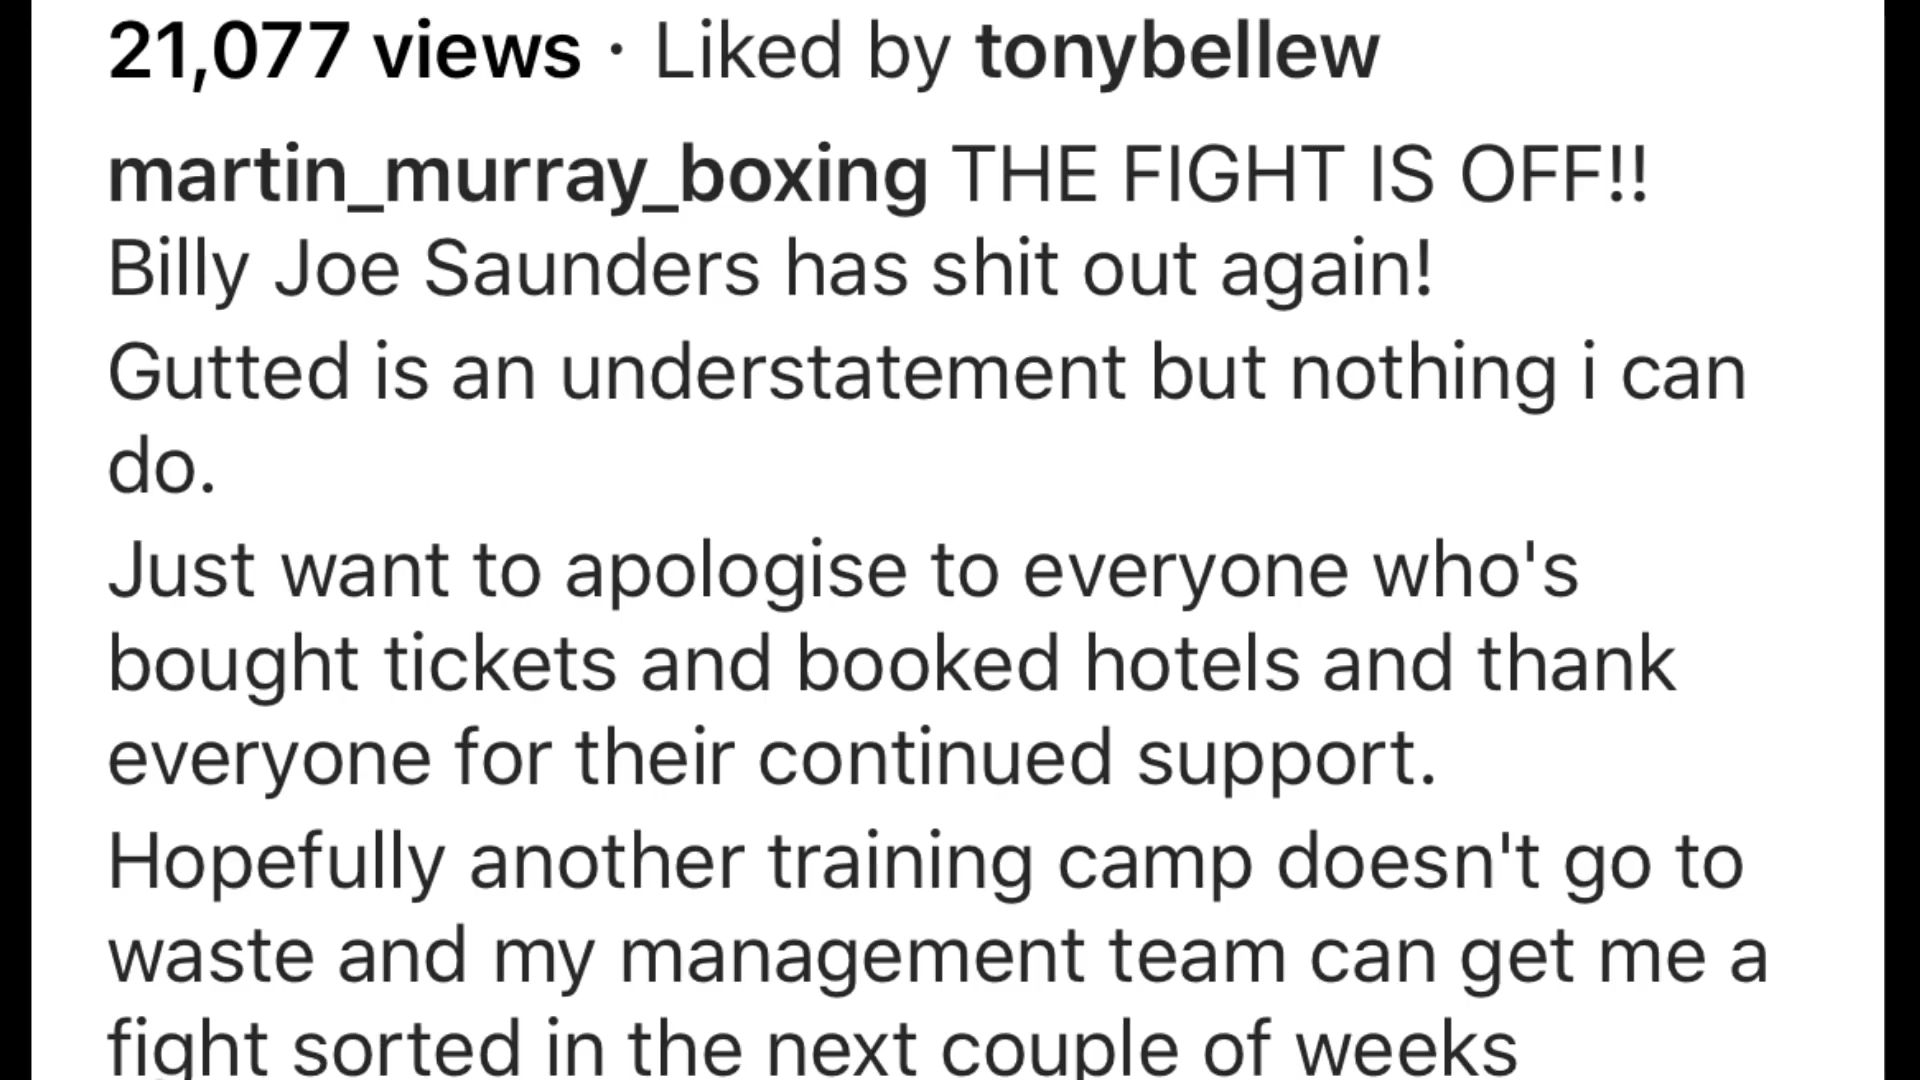 21,077 views · Liked by tonybellew
martin_murray_boxing THE FIGHT IS OFF!!
Billy Joe Saunders has shit out again!
Gutted is an understatement but nothing i can
do.
Just want to apologise to everyone who's
bought tickets and booked hotels and thank
everyone for their continued support.
Hopefully another training camp doesn't go to
waste and my management team can get me a
fight sorted in the next couple of weeks